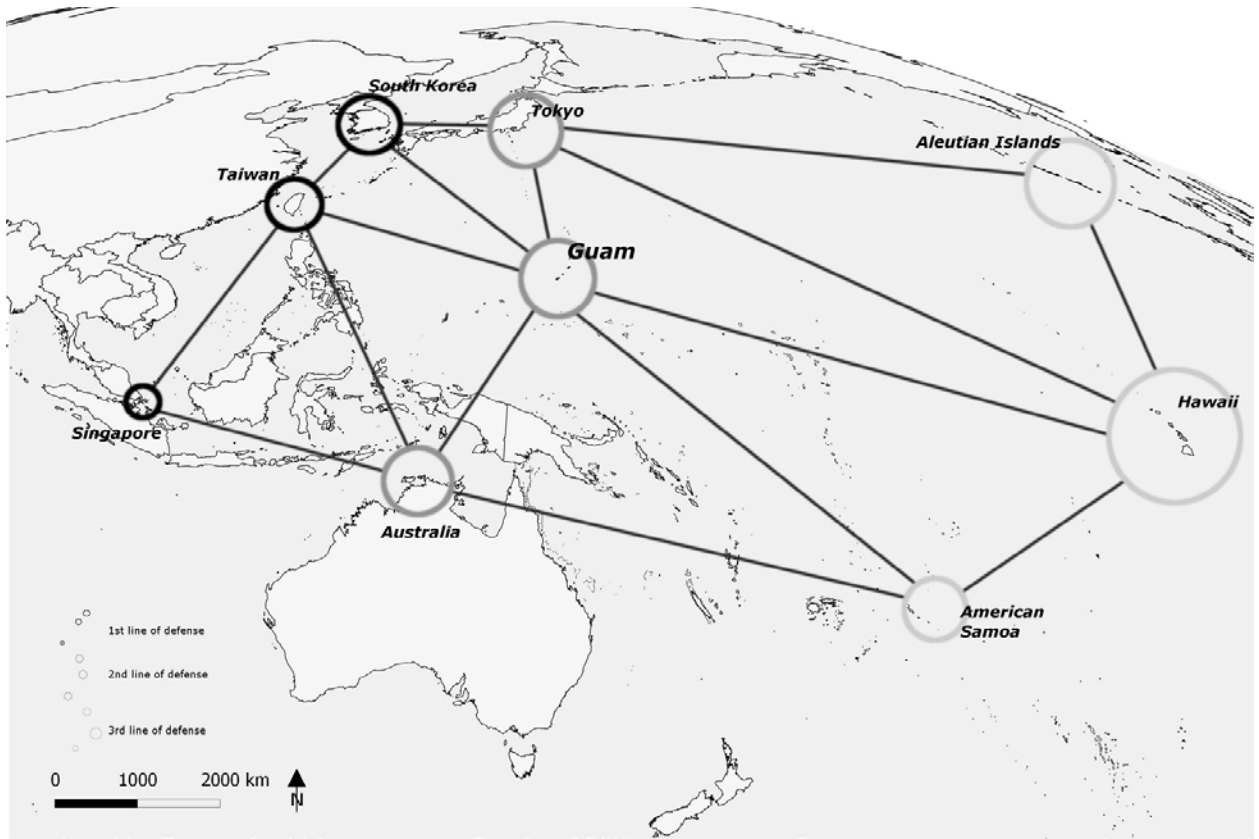 South Korea
Tokyo
Aleutian Islands
Taiwan
Guam
Hawaii
Singapore
Australia
American
Samoa
1st line of defense
2nd line of defense
3rd line of defense
0 1000 2000 km
N